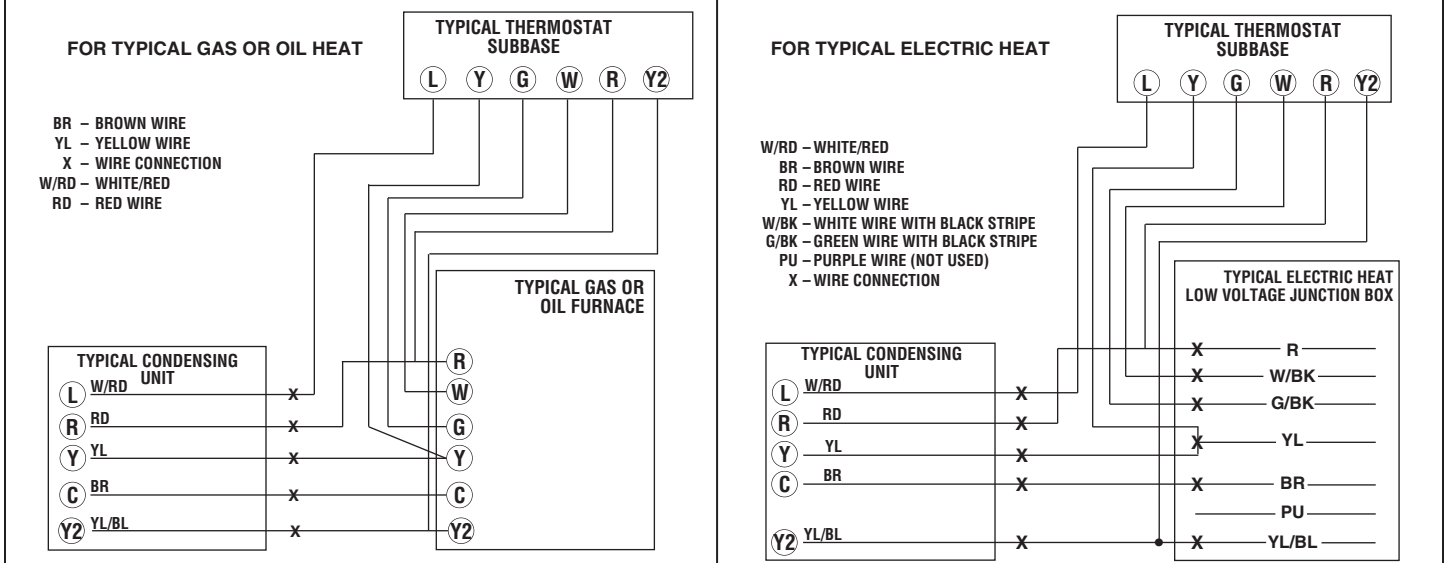 FOR TYPICAL GAS OR OIL HEAT
TYPICAL THERMOSTAT
SUBBASE
L Y G W R Y2
BR – BROWN WIRE
YL – YELLOW WIRE
X – WIRE CONNECTION
W/RD – WHITE/RED
RD – RED WIRE
TYPICAL GAS OR
OIL FURNACE
R
W
G
Y
C
Y2
TYPICAL CONDENSING
UNIT
L W/RD X
R RD X
Y YL X
C BR X
Y2 YL/BL X
FOR TYPICAL ELECTRIC HEAT
TYPICAL THERMOSTAT
SUBBASE
L Y G W R Y2
W/RD – WHITE/RED
BR – BROWN WIRE
RD – RED WIRE
YL – YELLOW WIRE
W/BK – WHITE WIRE WITH BLACK STRIPE
G/BK – GREEN WIRE WITH BLACK STRIPE
PU – PURPLE WIRE (NOT USED)
X – WIRE CONNECTION
TYPICAL ELECTRIC HEAT
LOW VOLTAGE JUNCTION BOX
X R
X W/BK
X G/BK
X YL
X BR
PU
X YL/BL
TYPICAL CONDENSING
UNIT
L W/RD X
R RD X
Y YL X
C BR X
Y2 YL/BL X